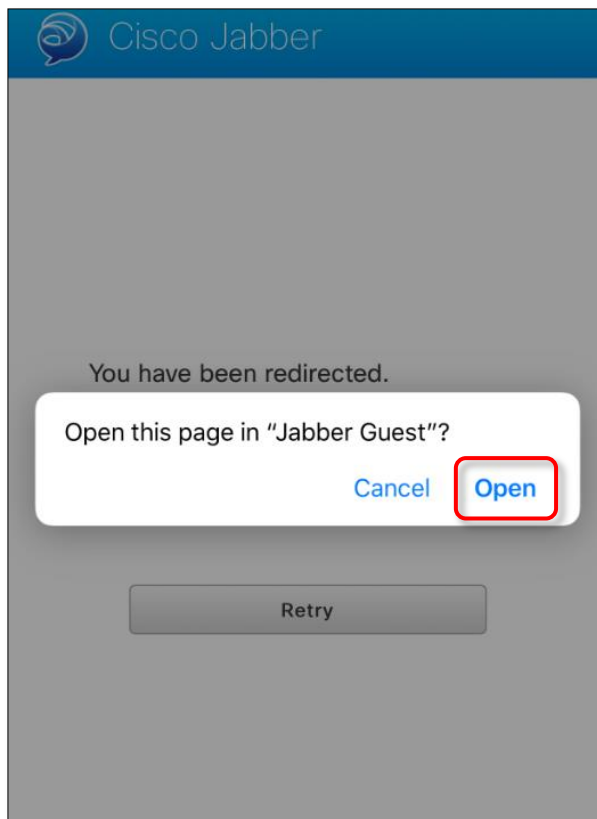 Cisco Jabber
You have been redirected.
Open this page in “Jabber Guest”?
Cancel Open
Retry